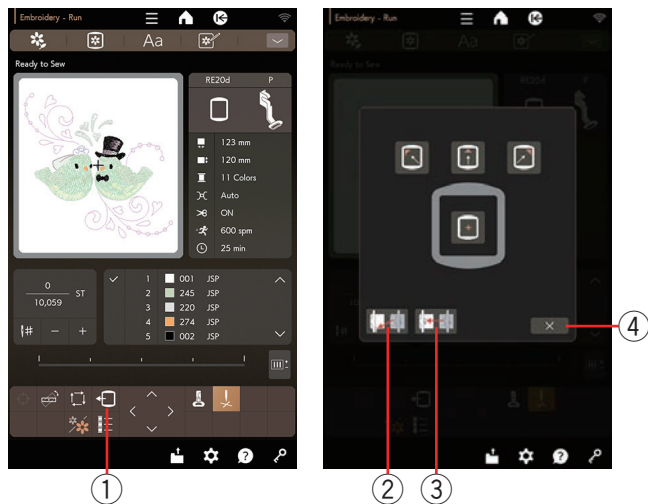 Embroidery - Run
Aa
Ready to Sew
RE20d P
123 mm
120 mm
11 Colors
Auto
ON
600 spm
25 min
0
10,059
ST
1 001 JSP
2 245 JSP
3 220 JSP
4 274 JSP
5 002 JSP
# - +
?
1
Embroidery - Run
Aa
Ready to Sew
RE20d P
?
2
3
4